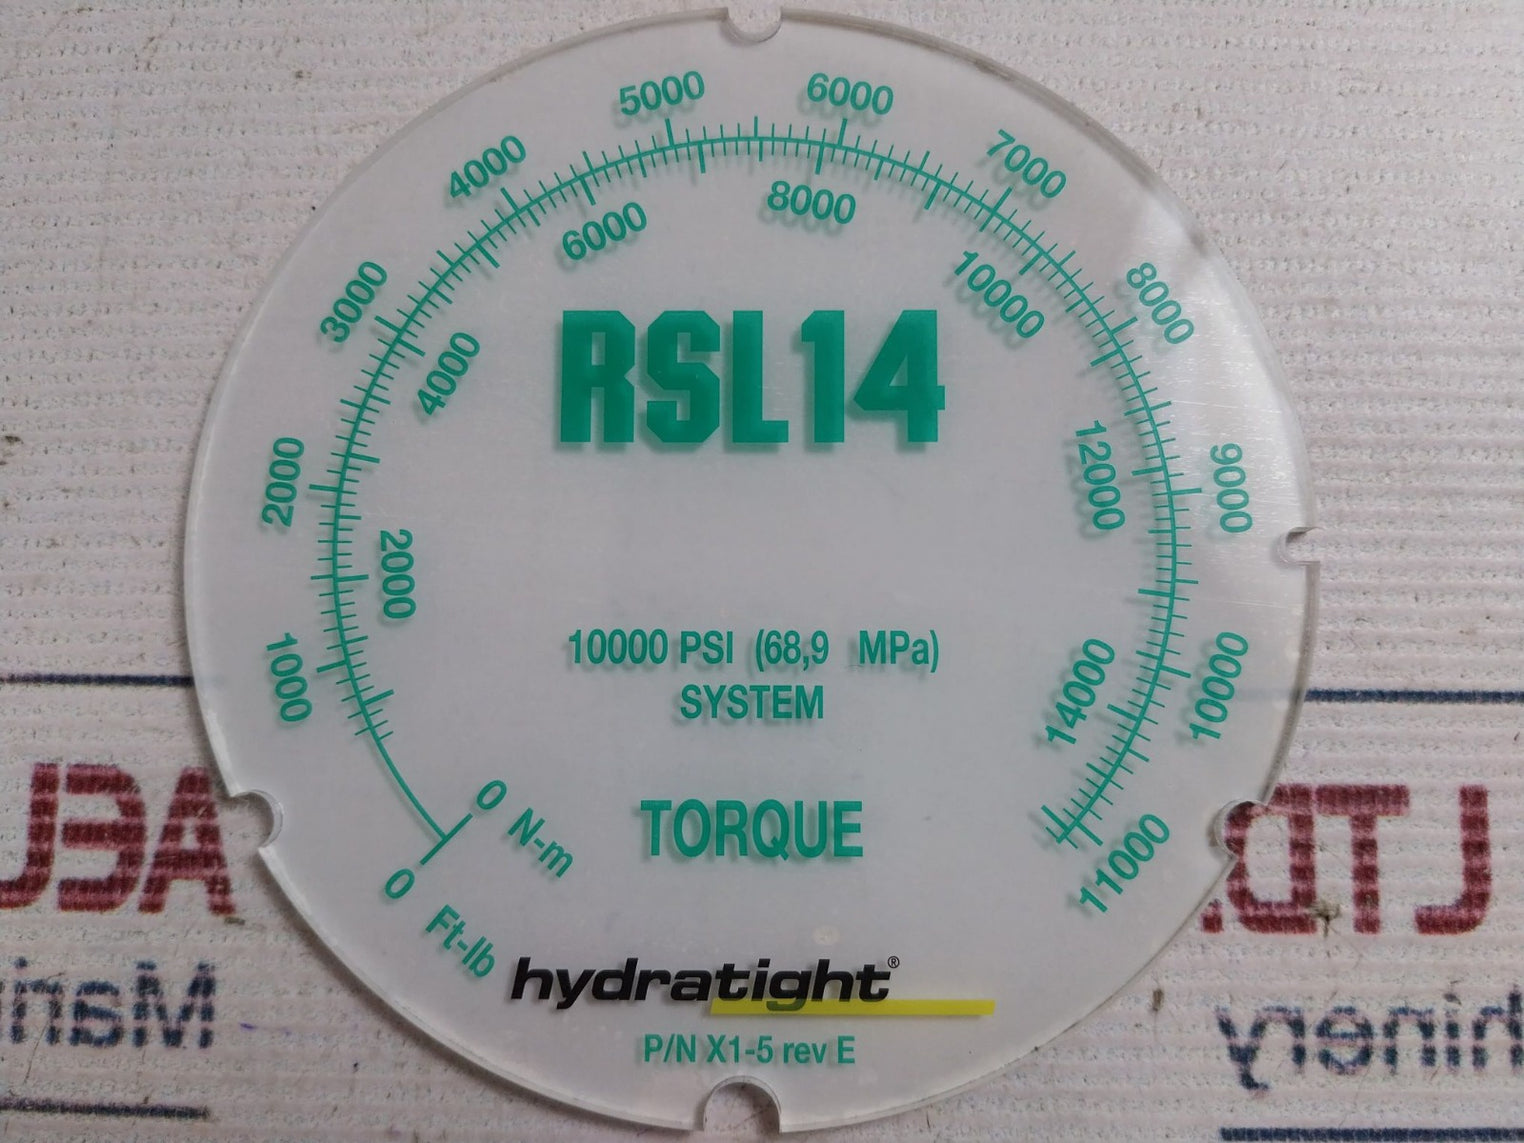 5000 6000
4000 7000
6000 8000
3000 10000 8000
4000
RSL14
2000 12000 9000
2000
1000 14000 10000
10000 PSI (68,9 MPa)
SYSTEM
0 N-m
TORQUE
0 Ft-lb
11000
hydratight®
P/N X1-5 rev E
LTD.